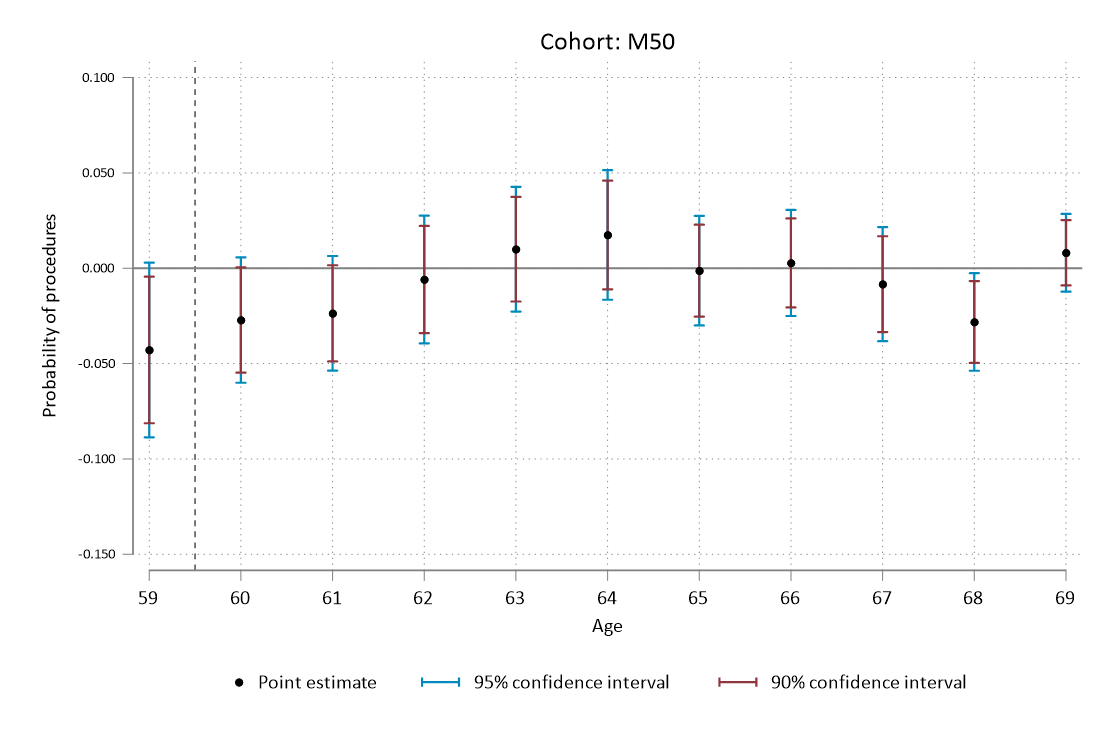 Cohort: M50
0.100
0.050
0.000
-0.050
-0.100
-0.150
Probability of procedures
59 60 61 62 63 64 65 66 67 68 69
Age
Point estimate 95% confidence interval 90% confidence interval